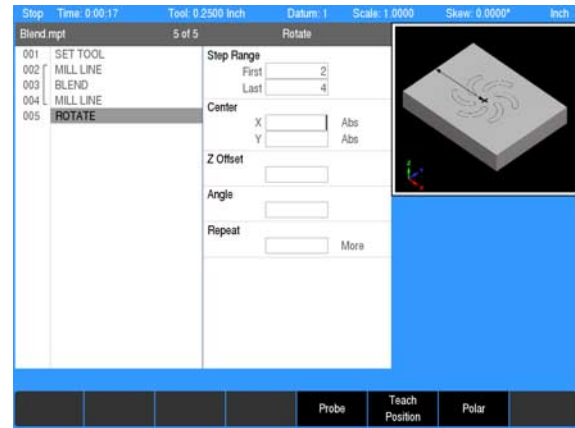 Stop Time: 0:00:17 Tool: 0.2500 Inch Datum: 1 Scale: 1.0000 Skew: 0.0000° Inch
Blend.mpt 5 of 5 Rotate
001 SET TOOL
002 MILL LINE
003 BLEND
004 MILL LINE
005 ROTATE
Step Range
First 2
Last 4
Center
X Abs
Y Abs
Z Offset
Angle
Repeat
More
Probe Teach Position Polar